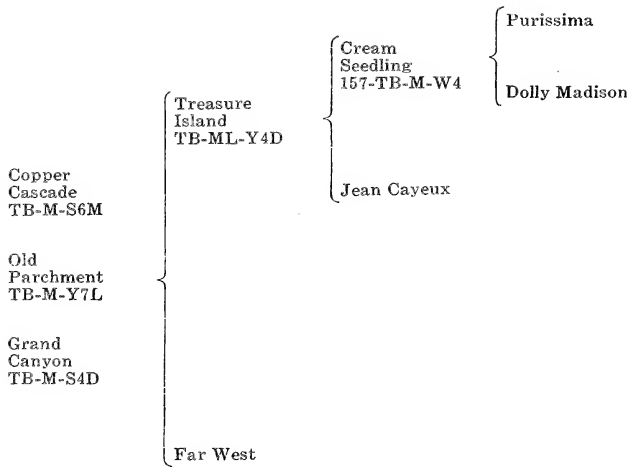 Copper
Cascade
TB-M-S6M
Old
Parchment
TB-M-Y7L
Grand
Canyon
TB-M-S4D
Treasure
Island
TB-ML-Y4D
Far West
Cream
Seedling
157-TB-M-W4
Jean Cayeux
Purissima
Dolly Madison